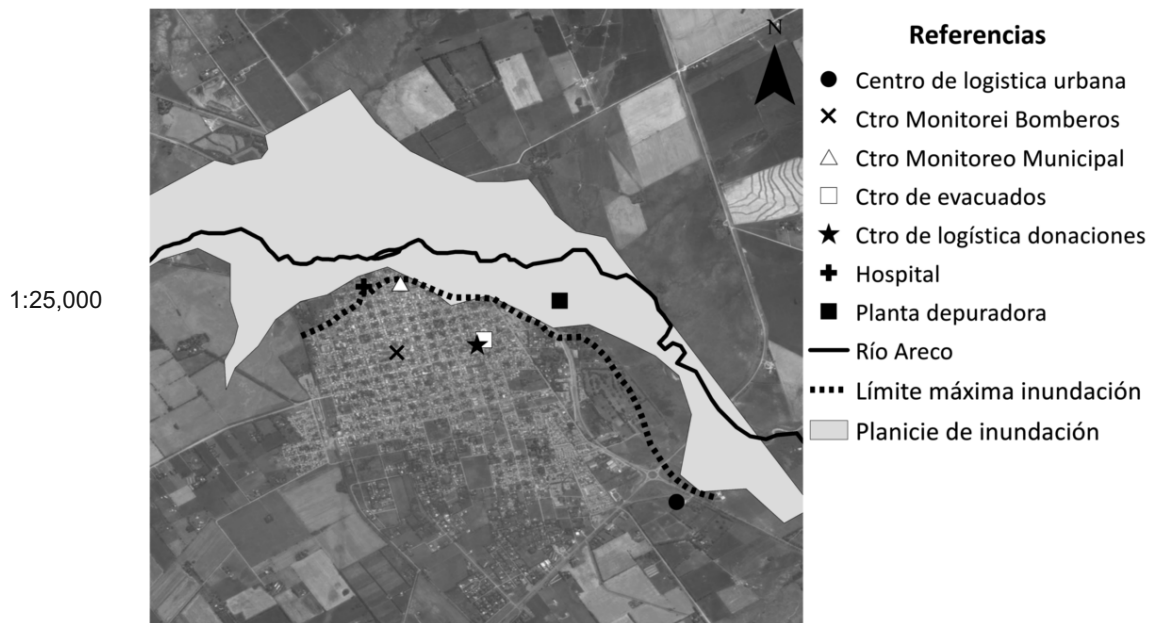 1:25,000
N
Referencias
Centro de logistica urbana
Ctro Monitorei Bomberos
Ctro Monitoreo Municipal
Ctro de evacuados
Ctro de logística donaciones
Hospital
Planta depuradora
Río Areco
Límite máxima inundación
Planicie de inundación